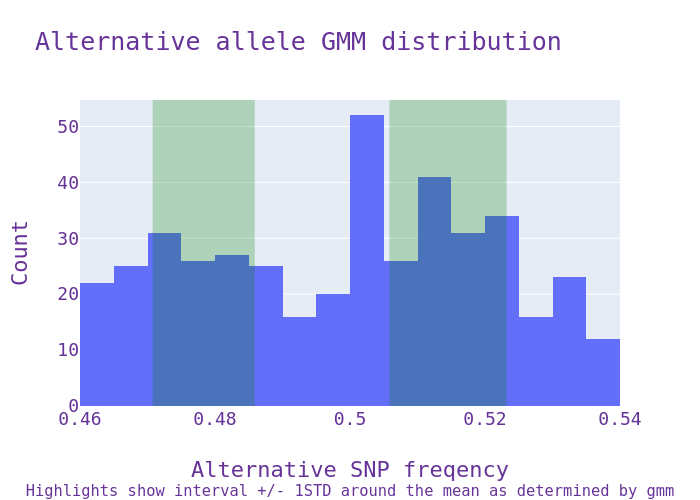 Alternative allele GMM distribution
50
40
30
20
10
0
Count
0.46 0.48 0.5 0.52 0.54
Alternative SNP freqency
Highlights show interval +/- 1STD around the mean as determined by gmm